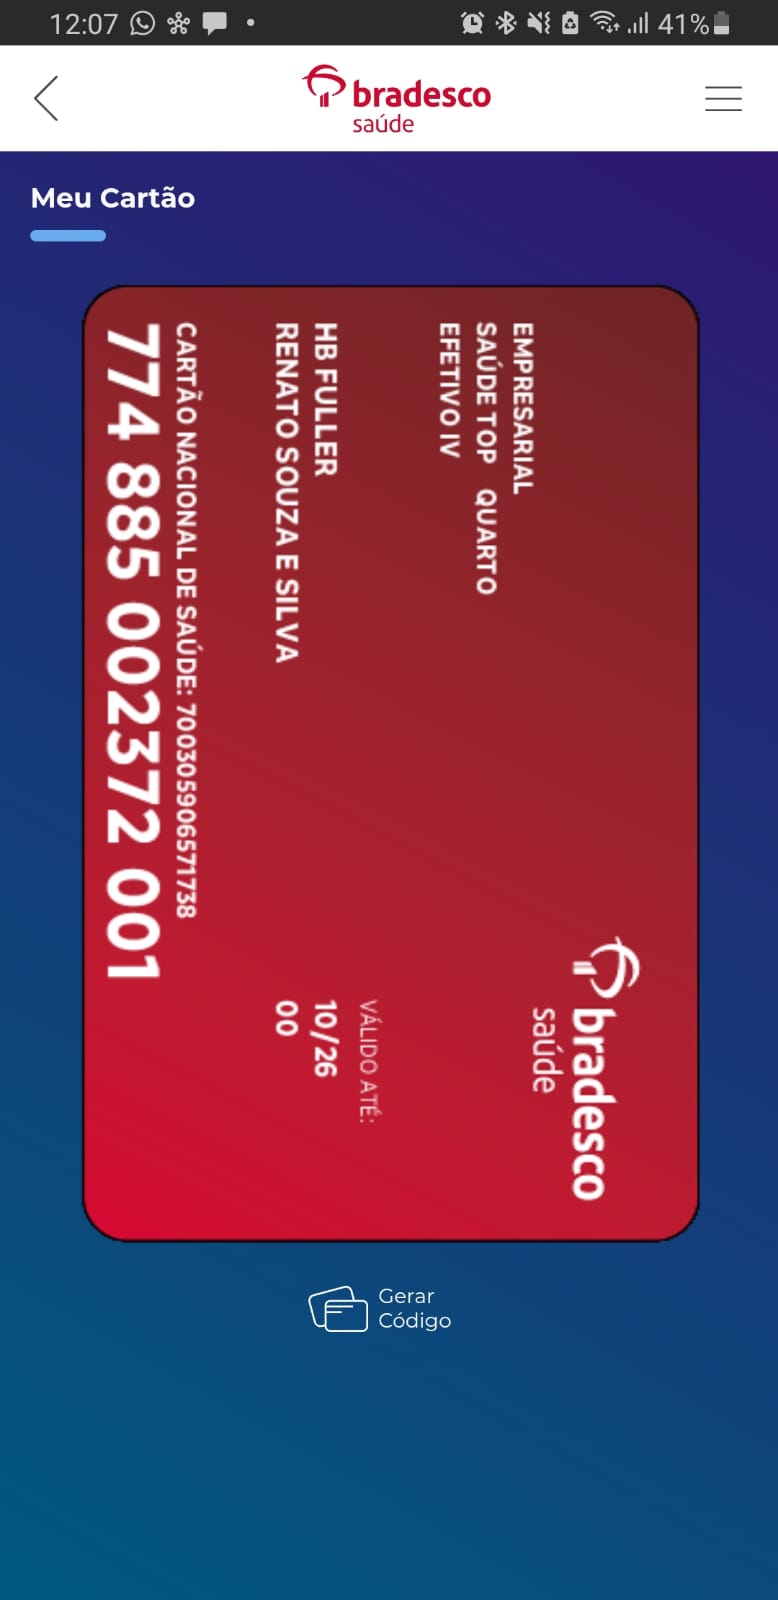 12:07
41%
bradesco
saúde
Meu Cartão
bradesco
saúde
EMPRESARIAL
SAÚDE TOP QUARTO
EFETIVO IV
VÁLIDO ATÉ:
HB FULLER 10/26
RENATO SOUZA E SILVA 00
CARTÃO NACIONAL DE SAÚDE: 700305906571738
774 885 002372 001
Gerar
Código